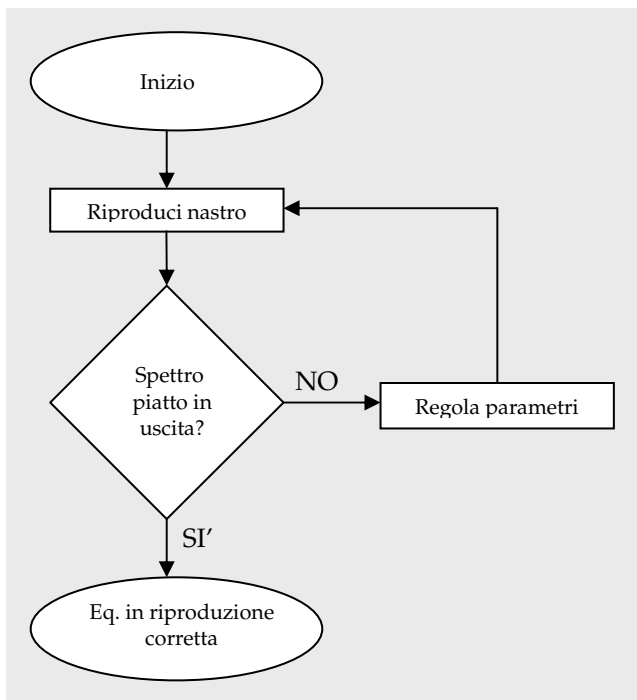 Inizio
Riproduci nastro
Spettro
piatto in
uscita?
NO
Regola parametri
SI’
Eq. in riproduzione
corretta